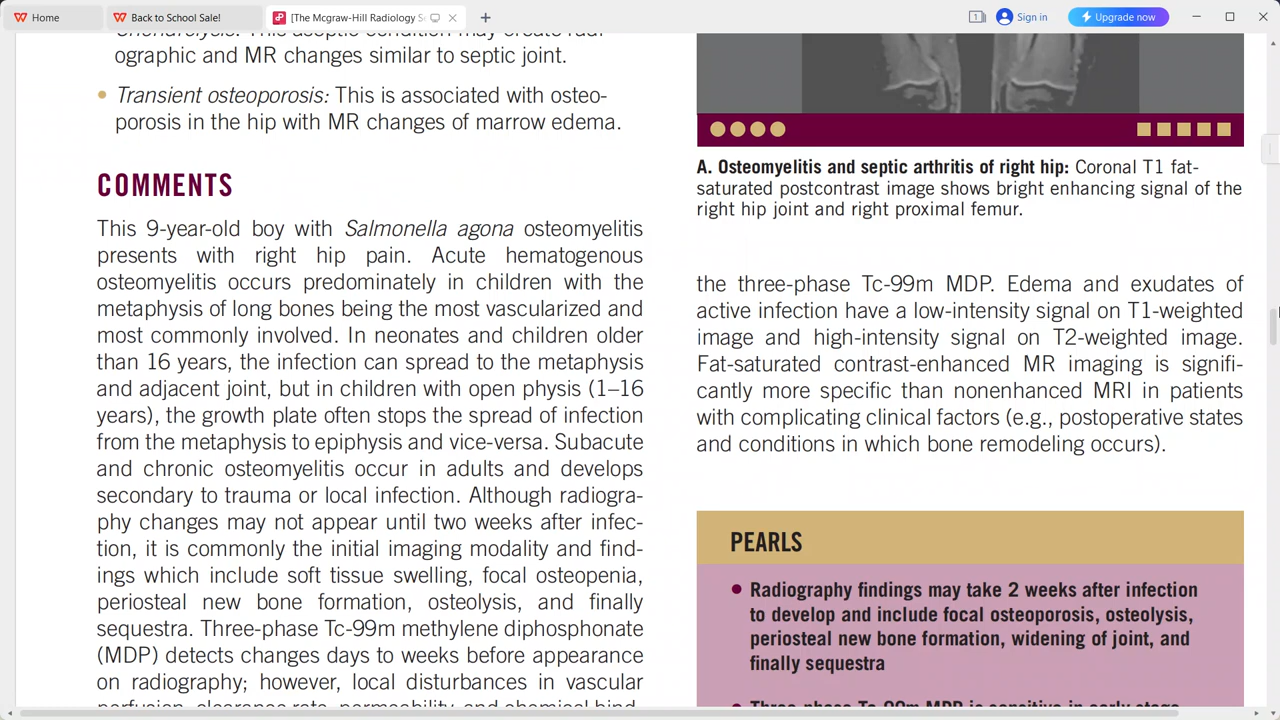 Home
Back to School Sale!
[The Mcgraw-Hill Radiology Se
1
Sign in
Upgrade now
ographic and MR changes similar to septic joint.
Transient osteoporosis: This is associated with osteo-
porosis in the hip with MR changes of marrow edema.
COMMENTS
This 9-year-old boy with Salmonella agona osteomyelitis
presents with right hip pain. Acute hematogenous
osteomyelitis occurs predominately in children with the
metaphysis of long bones being the most vascularized and
most commonly involved. In neonates and children older
than 16 years, the infection can spread to the metaphysis
and adjacent joint, but in children with open physis (1–16
years), the growth plate often stops the spread of infection
from the metaphysis to epiphysis and vice-versa. Subacute
and chronic osteomyelitis occur in adults and develops
secondary to trauma or local infection. Although radiogra-
phy changes may not appear until two weeks after infec-
tion, it is commonly the initial imaging modality and find-
ings which include soft tissue swelling, focal osteopenia,
periosteal new bone formation, osteolysis, and finally
sequestra. Three-phase Tc-99m methylene diphosphonate
(MDP) detects changes days to weeks before appearance
on radiography; however, local disturbances in vascular
A. Osteomyelitis and septic arthritis of right hip: Coronal T1 fat-
saturated postcontrast image shows bright enhancing signal of the
right hip joint and right proximal femur.
the three-phase Tc-99m MDP. Edema and exudates of
active infection have a low-intensity signal on T1-weighted
image and high-intensity signal on T2-weighted image.
Fat-saturated contrast-enhanced MR imaging is signifi-
cantly more specific than nonenhanced MRI in patients
with complicating clinical factors (e.g., postoperative states
and conditions in which bone remodeling occurs).
PEARLS
Radiography findings may take 2 weeks after infection
to develop and include focal osteoporosis, osteolysis,
periosteal new bone formation, widening of joint, and
finally sequestra